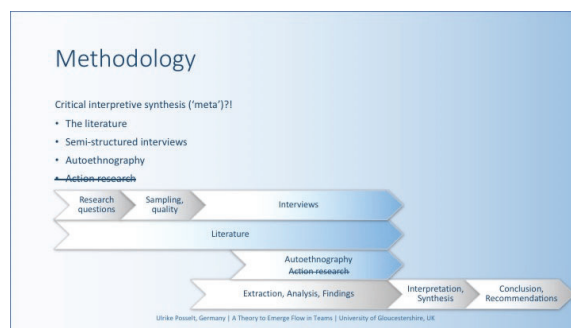 Methodology
Critical interpretive synthesis ('meta')?!
• The literature
• Semi-structured interviews
• Autoethnography
• Action research
Research
questions
Sampling,
quality
Interviews
Literature
Autoethnography
Action research
Extraction, Analysis, Findings
Interpretation,
Synthesis
Conclusion,
Recommendations
Ulrike Posselt, Germany | A Theory to Emerge Flow in Teams | University of Gloucestershire, UK